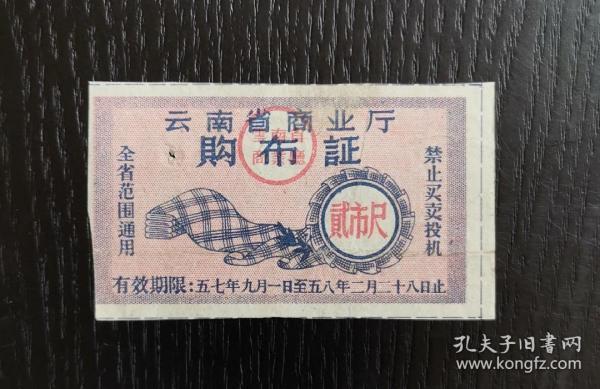 云南省商业厅
購布証
全省范围通用
禁止买卖投机
貳市尺
有效期限：五七年九月一日至五八年二月二十八日止
孔夫子旧书网
www.kongfz.com